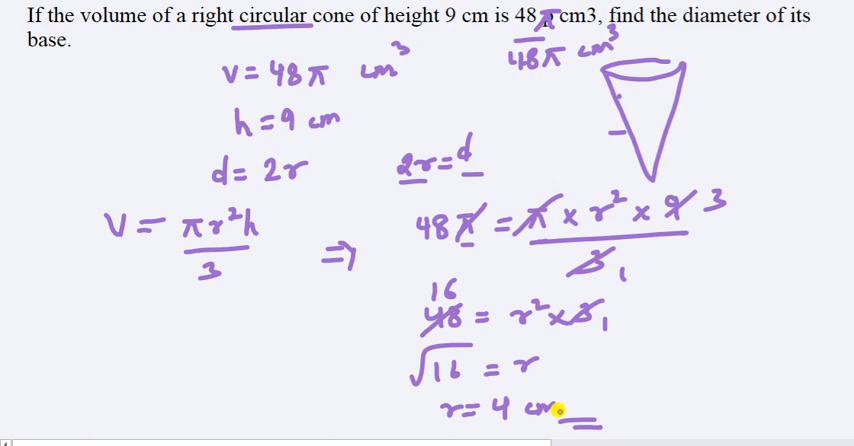 If the volume of a right circular cone of height 9 cm is 48 π cm3, find the diameter of its
base.
48π cm³
V = 48π cm³
h = 9 cm
d = 2r
2r = d
V = πr²h / 3
⇒ 48π = π × r² × 9 3 / 3 1
16
48 = r² × 3 1
√16 = r
r = 4 cm